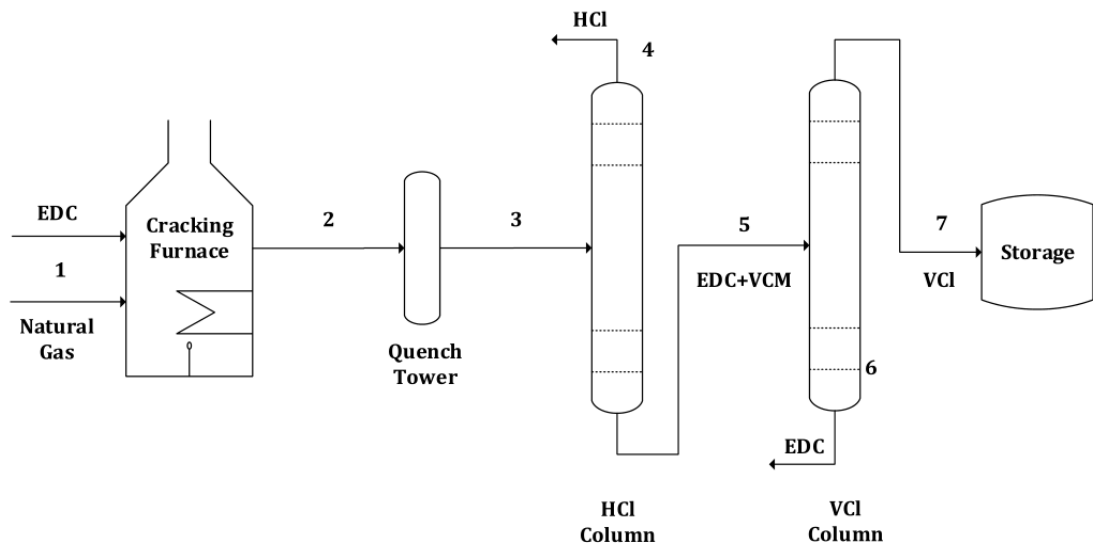 HCl
4
EDC
Cracking
Furnace
1
Natural
Gas
2
3
Quench
Tower
5
EDC+VCM
7
VCl
Storage
6
EDC
HCl
Column
VCl
Column